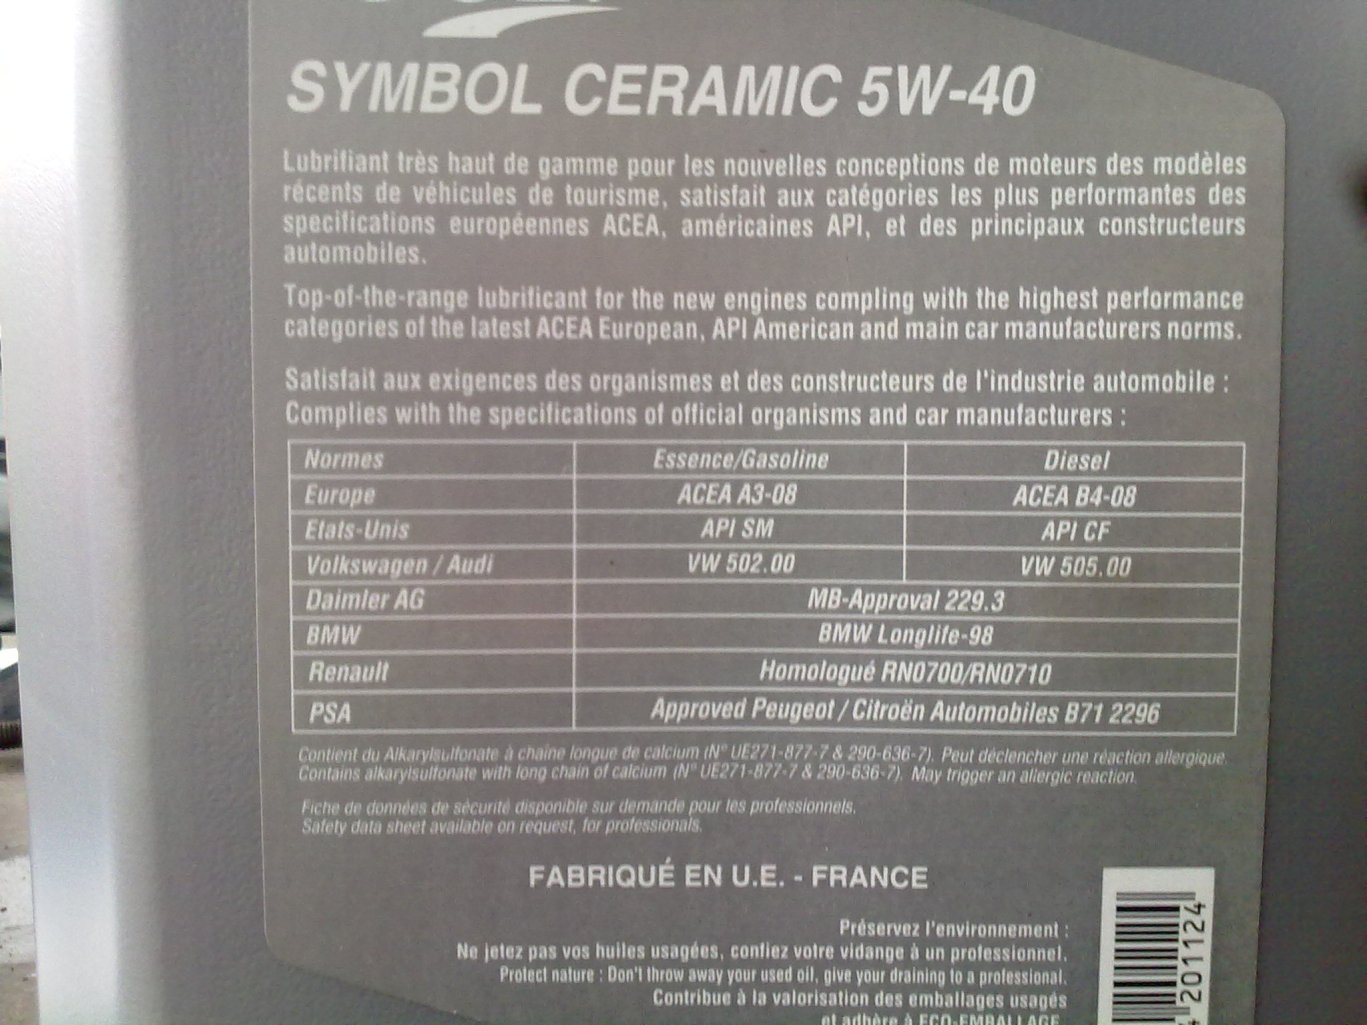 SYMBOL CERAMIC 5W-40
Lubrifiant très haut de gamme pour les nouvelles conceptions de moteurs des modèles
récents de véhicules de tourisme, satisfait aux catégories les plus performantes des
specifications européennes ACEA, américaines API, et des principaux constructeurs
automobiles.
Top-of-the-range lubrificant for the new engines compling with the highest performance
categories of the latest ACEA European, API American and main car manufacturers norms.
Satisfait aux exigences des organismes et des constructeurs de l'industrie automobile :
Complies with the specifications of official organisms and car manufacturers :
Normes Essence/Gasoline Diesel
Europe ACEA A3-08 ACEA B4-08
Etats-Unis API SM API CF
Volkswagen / Audi VW 502.00 VW 505.00
Daimler AG MB-Approval 229.3
BMW BMW Longlife-98
Renault Homologué RN0700/RN0710
PSA Approved Peugeot / Citroën Automobiles B71 2296
Contient du Alkarylsulfonate à chaîne longue de calcium (N° UE271-877-7 & 290-636-7). Peut déclencher une réaction allergique.
Contains alkarylsulfonate with long chain of calcium (N° UE271-877-7 & 290-636-7). May trigger an allergic reaction.
Fiche de données de sécurité disponible sur demande pour les professionnels.
Safety data sheet available on request, for professionals.
FABRIQUÉ EN U.E. - FRANCE
Préservez l'environnement :
Ne jetez pas vos huiles usagées, confiez votre vidange à un professionnel.
Protect nature : Don't throw away your used oil, give your draining to a professional.
Contribue à la valorisation des emballages usagés
et adhère à ECO-EMBALLAGE
201124